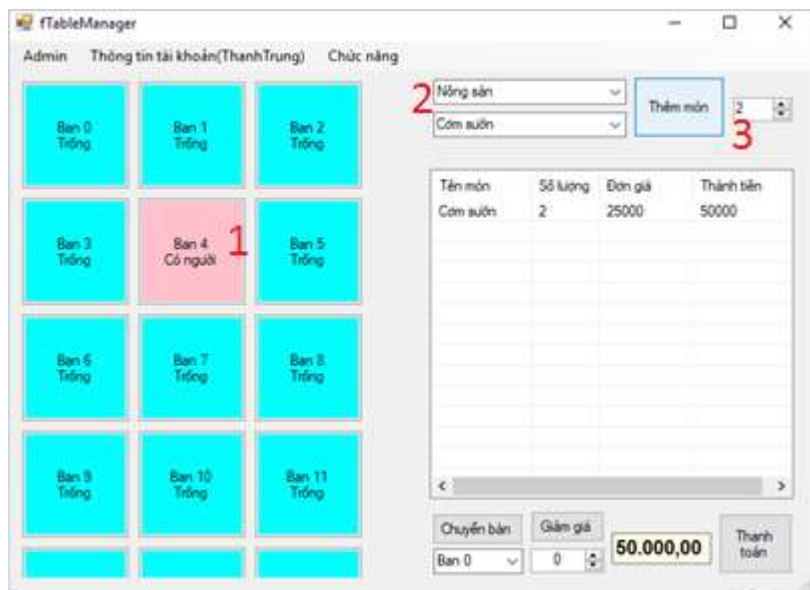 fTableManager
Admin Thông tin tài khoản(ThanhTrung) Chức năng
2
Nông sản
Cơm sườn
Thêm món
2
3
Ban 0
Trống
Ban 1
Trống
Ban 2
Trống
Ban 3
Trống
Ban 4
Có người
1
Ban 5
Trống
Ban 6
Trống
Ban 7
Trống
Ban 8
Trống
Ban 9
Trống
Ban 10
Trống
Ban 11
Trống
Tên món Số lượng Đơn giá Thành tiền
Cơm sườn 2 25000 50000
Chuyển bàn
Ban 0
Giảm giá
0
50.000,00
Thanh
toán